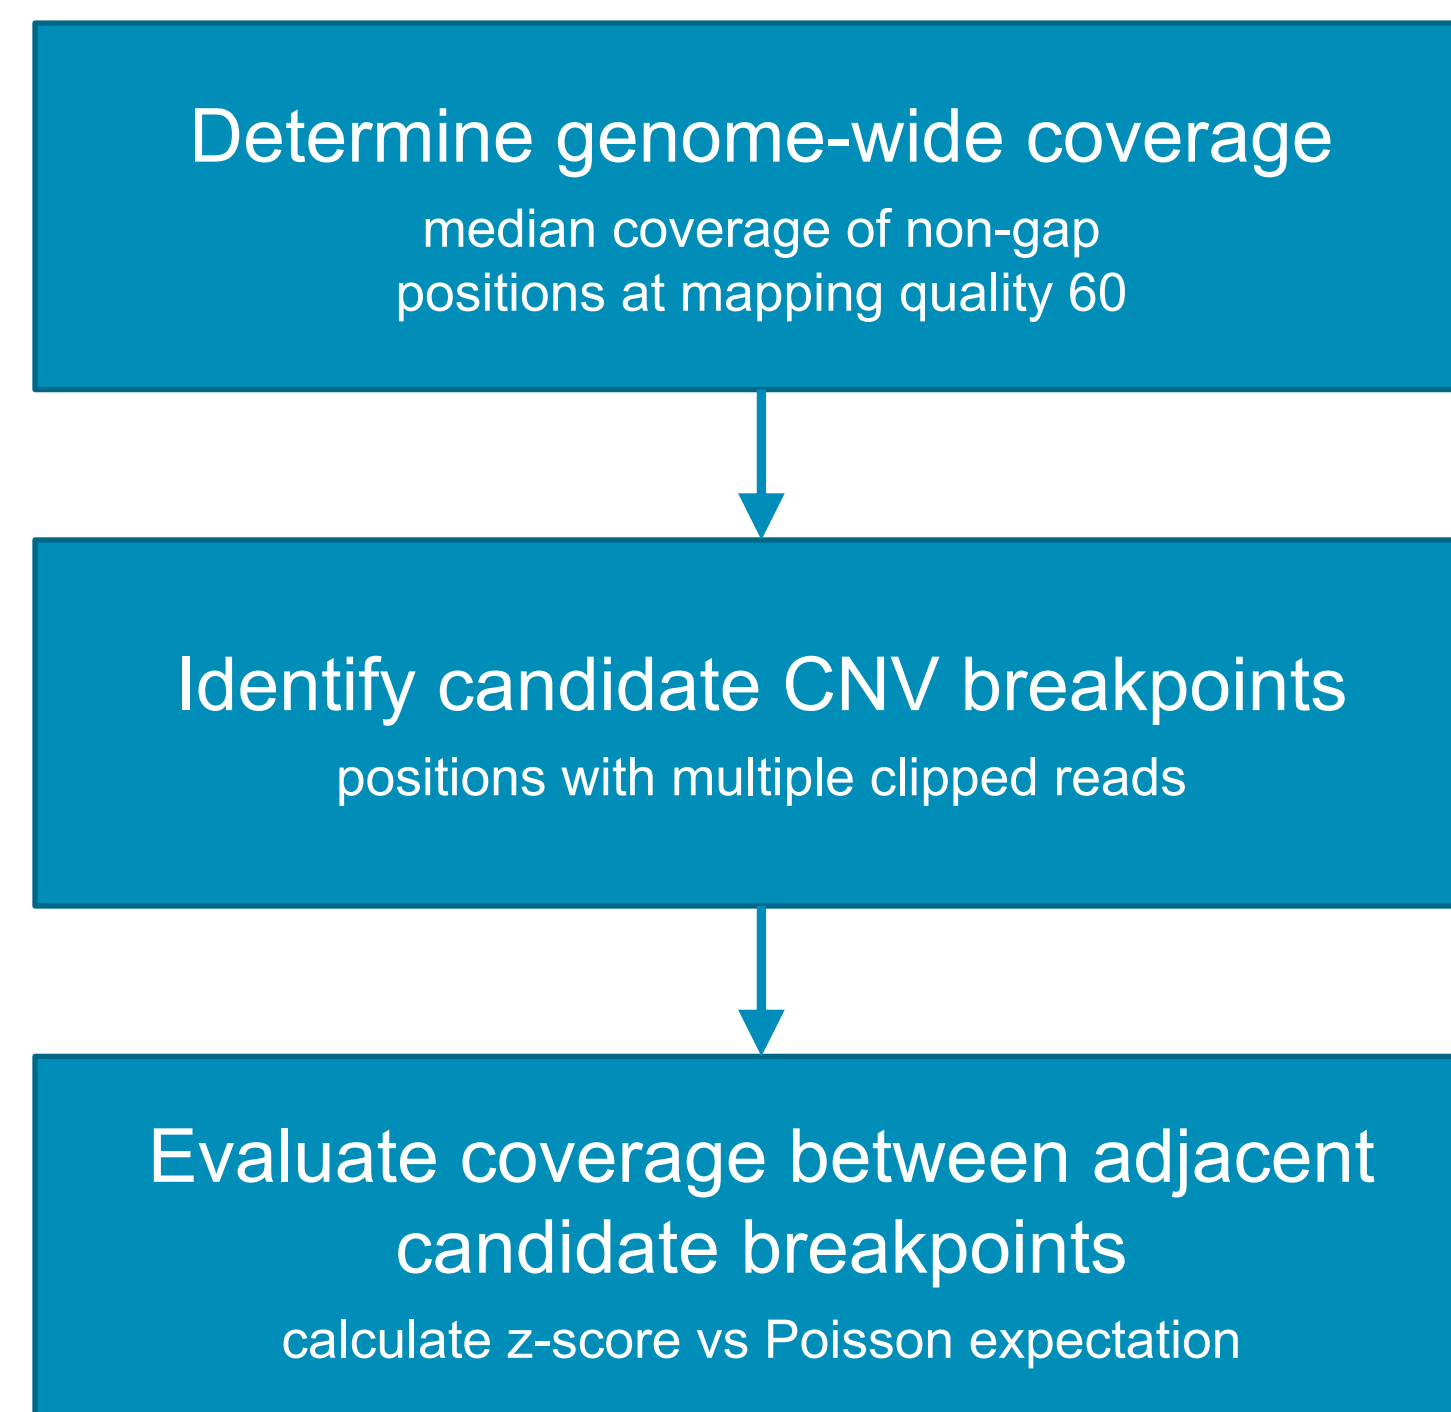 Determine genome-wide coverage
median coverage of non-gap
positions at mapping quality 60
Identify candidate CNV breakpoints
positions with multiple clipped reads
Evaluate coverage between adjacent
candidate breakpoints
calculate z-score vs Poisson expectation